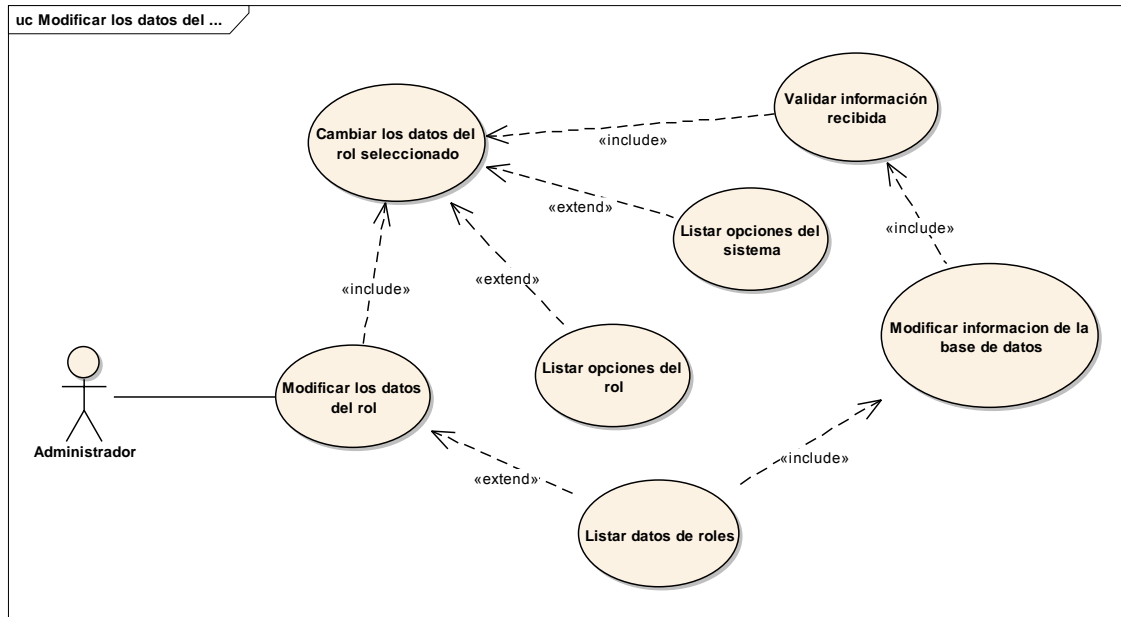 uc Modificar los datos del ...
Validar información
recibida
Cambiar los datos del
rol seleccionado
«include»
«extend»
Listar opciones del
sistema
«include»
«extend»
«include»
Modificar informacion de la
base de datos
Listar opciones del
rol
Modificar los datos
del rol
Administrador
«include»
«extend»
Listar datos de roles